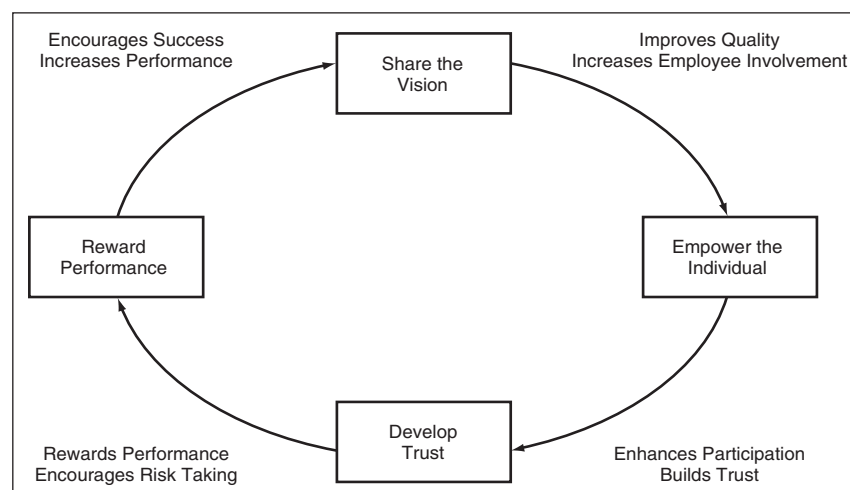 Encourages Success
Increases Performance
Share the
Vision
Improves Quality
Increases Employee Involvement
Reward
Performance
Empower the
Individual
Develop
Trust
Rewards Performance
Encourages Risk Taking
Enhances Participation
Builds Trust